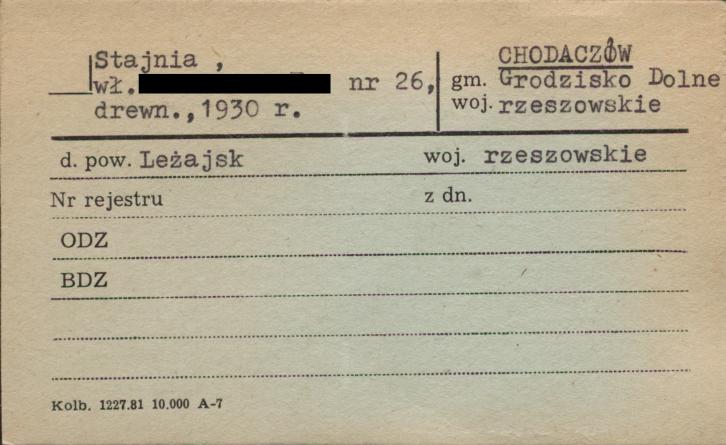 Stajnia ,
wł. nr 26,
drewn., 1930 r.
CHODACZÓW
gm. Grodzisko Dolne
woj. rzeszowskie
d. pow. Leżajsk woj. rzeszowskie
Nr rejestru z dn.
ODZ
BDZ
Kolb. 1227.81 10.000 A-7